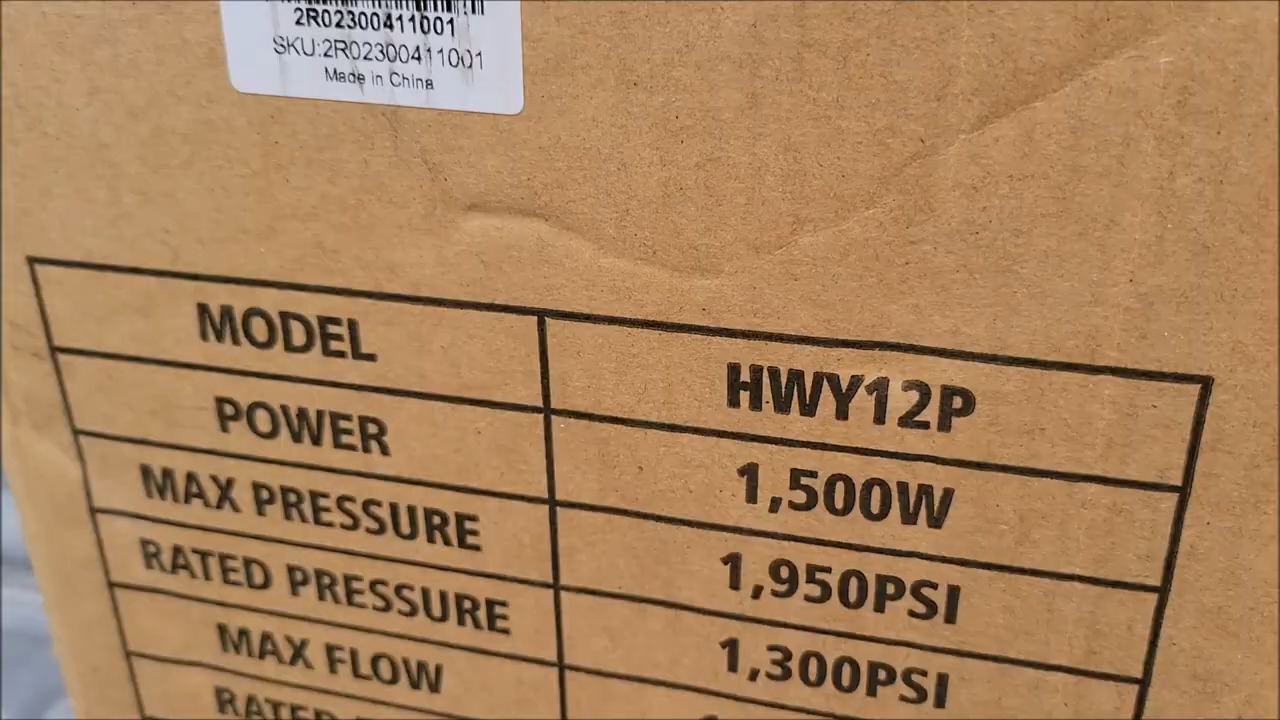 2R02300411001
SKU:2R02300411001
Made in China
MODEL HWY12P
POWER 1,500W
MAX PRESSURE 1,950PSI
RATED PRESSURE 1,300PSI
MAX FLOW
RATED